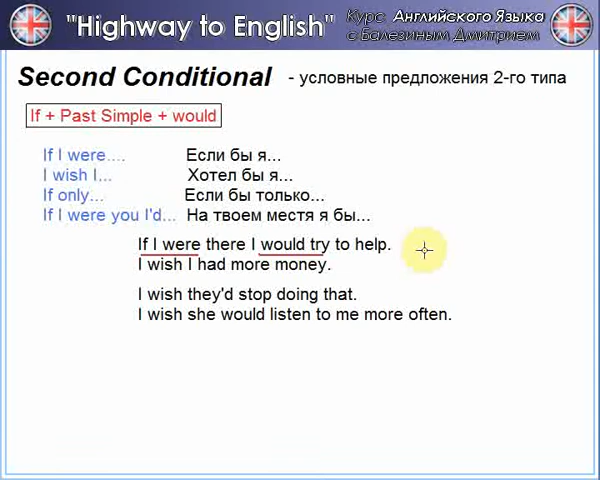 "Highway to English"
Курс Английского Языка
с Балезиным Дмитрием
Second Conditional - условные предложения 2-го типа
If + Past Simple + would
If I were.... Если бы я...
I wish I... Хотел бы я...
If only... Если бы только...
If I were you I'd... На твоем местя я бы...
If I were there I would try to help.
I wish I had more money.
I wish they'd stop doing that.
I wish she would listen to me more often.